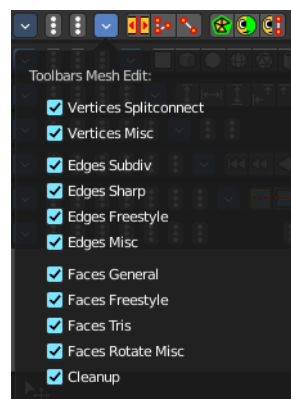 Toolbars Mesh Edit:
Vertices Splitconnect
Vertices Misc
Edges Subdiv
Edges Sharp
Edges Freestyle
Edges Misc
Faces General
Faces Freestyle
Faces Tris
Faces Rotate Misc
Cleanup